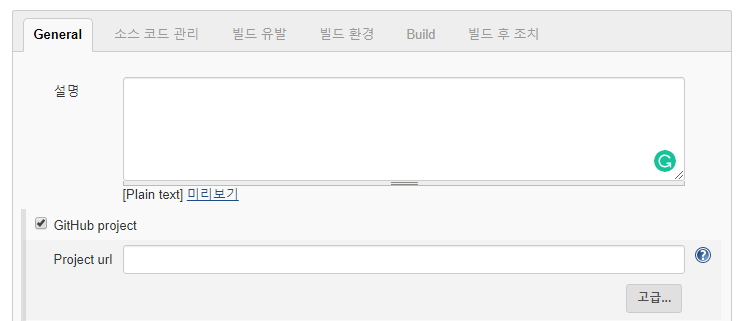 General 소스 코드 관리 빌드 유발 빌드 환경 Build 빌드 후 조치
설명
[Plain text] 미리보기
GitHub project
Project url
고급...